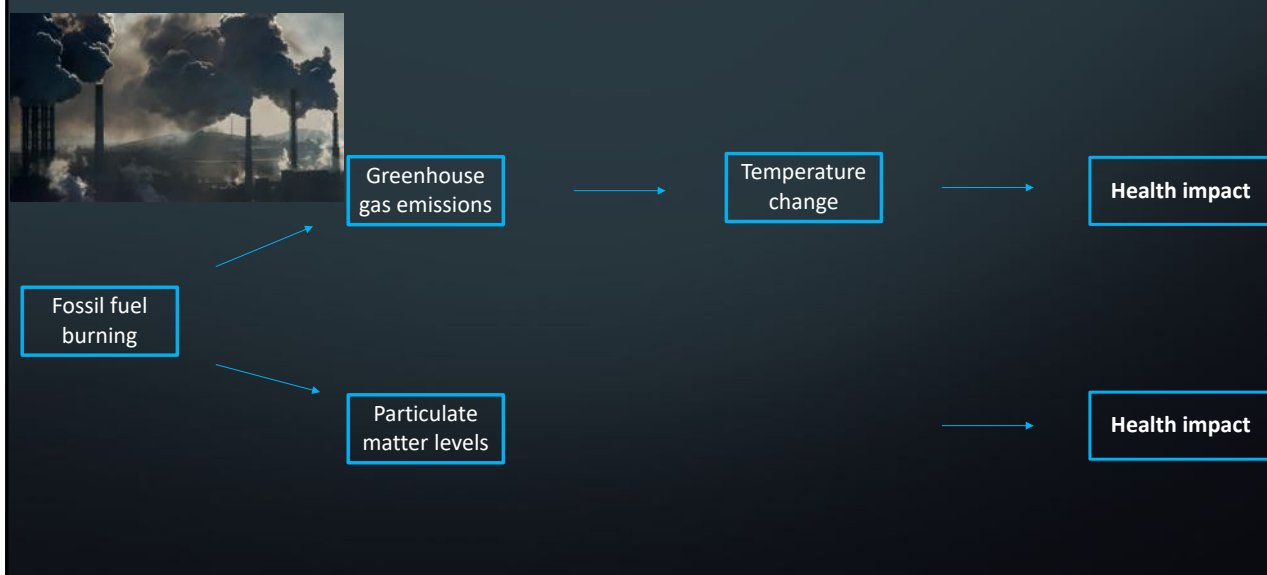 Greenhouse
gas emissions
Temperature
change
Health impact
Fossil fuel
burning
Particulate
matter levels
Health impact